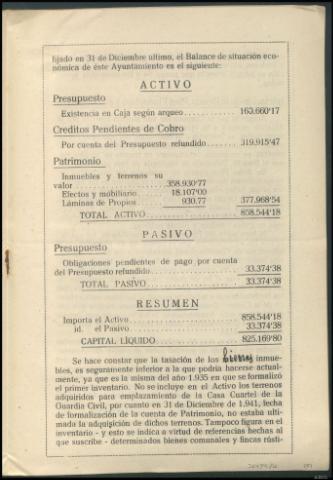 fijado en 31 de Diciembre ultimo, el Balance de situación eco-
nómica de éste Ayuntamiento es el siguiente:
ACTIVO
Presupuesto
Existencia en Caja según arqueo............ 160.660'17
Creditos Pendientes de Cobro
Por cuenta del Presupuesto refundido....... 319.915'47
Patrimonio
Inmuebles y terrenos su
valor................... 358.930'77
Efectos y mobiliario..... 18.107'00
Láminas de Propios...... 930.77 377.968'54
TOTAL ACTIVO................... 858.544'18
PASIVO
Presupuesto
Obligaciones pendientes de pago por cuenta
del Presupuesto refundido................... 33.374'38
TOTAL PASIVO................... 33.374'38
RESUMEN
Importa el Activo...................... 858.544'18
id. el Pasivo...................... 33.374'38
CAPITAL LÍQUIDO.............. 825.169'80
Se hace constar que la tasación de los bienes inmue-
bles, es seguramente inferior a la que podría hacerse actual-
mente, ya que es la misma del año 1.935 en que se formalizó
el primer inventario. No se incluye en el Activo los terrenos
adquiridos para emplazamiento de la Casa Cuartel de la
Guardia Civil, por cuanto en 31 de Diciembre de 1.941, fecha
de formalización de la cuenta de Patrimonio, no estaba ulti-
mada la adquisición de dichos terrenos. Tampoco figura en el
inventario - y esto se indica a virtud de referencias hechas al
que suscribe - determinados bienes comunales y fincas rústi-